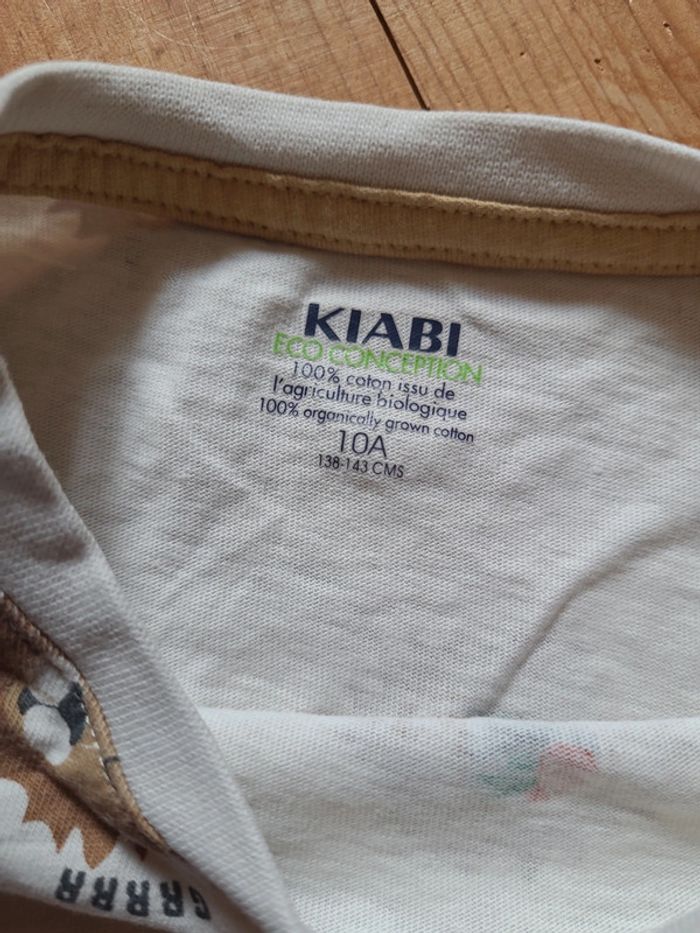 KIABI
ECO CONCEPTION
100% coton issu de
l'agriculture biologique
100% organically grown cotton
10A
138-143 CMS
GRRRR